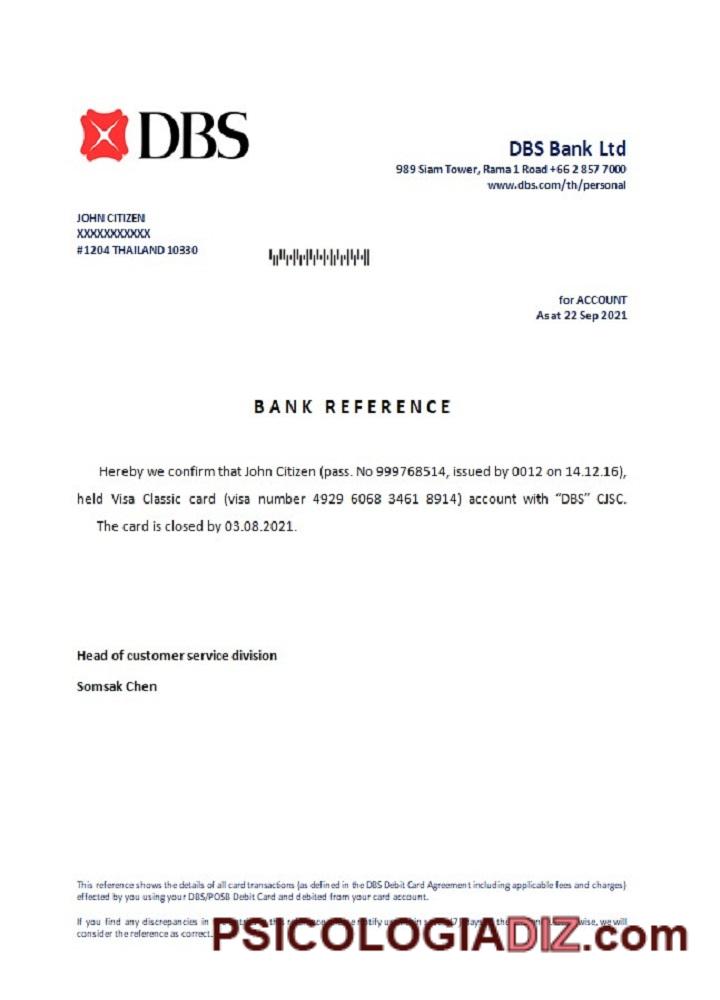 DBS
DBS Bank Ltd
989 Siam Tower, Rama 1 Road +66 2 857 7000
www.dbs.com/th/personal
JOHN CITIZEN
XXXXXXXXXXX
#1204 THAILAND 10330
for ACCOUNT
As at 22 Sep 2021
BANK REFERENCE
Hereby we confirm that John Citizen (pass. No 999768514, issued by 0012 on 14.12.16),
held Visa Classic card (visa number 4929 6068 3461 8914) account with “DBS” CJSC.
The card is closed by 03.08.2021.
Head of customer service division
Somsak Chen
This reference shows the details of all card transactions (as defined in the DBS Debit Card Agreement including applicable fees and charges)
effected by you using your DBS/POSB Debit Card and debited from your card account.
If you find any discrepancies in this reference notify days wise, we will
consider the reference as correct.
PSICOLOGIADIZ.com